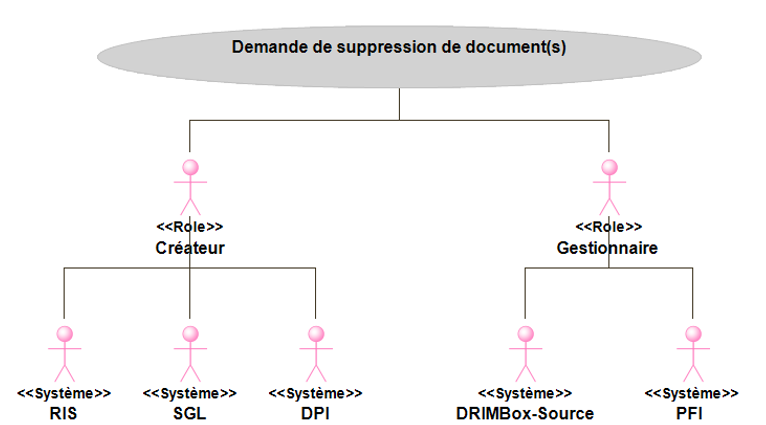 Demande de suppression de document(s)
<<Role>>
Créateur
<<Role>>
Gestionnaire
<<Système>>
RIS
<<Système>>
SGL
<<Système>>
DPI
<<Système>>
DRIMBox-Source
<<Système>>
PFI